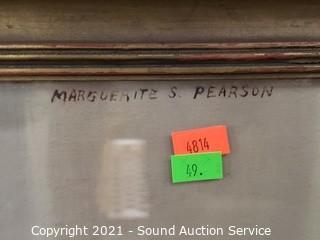 MARGUERITE S. PEARSON
4814
49.
Copyright 2021 - Sound Auction Service